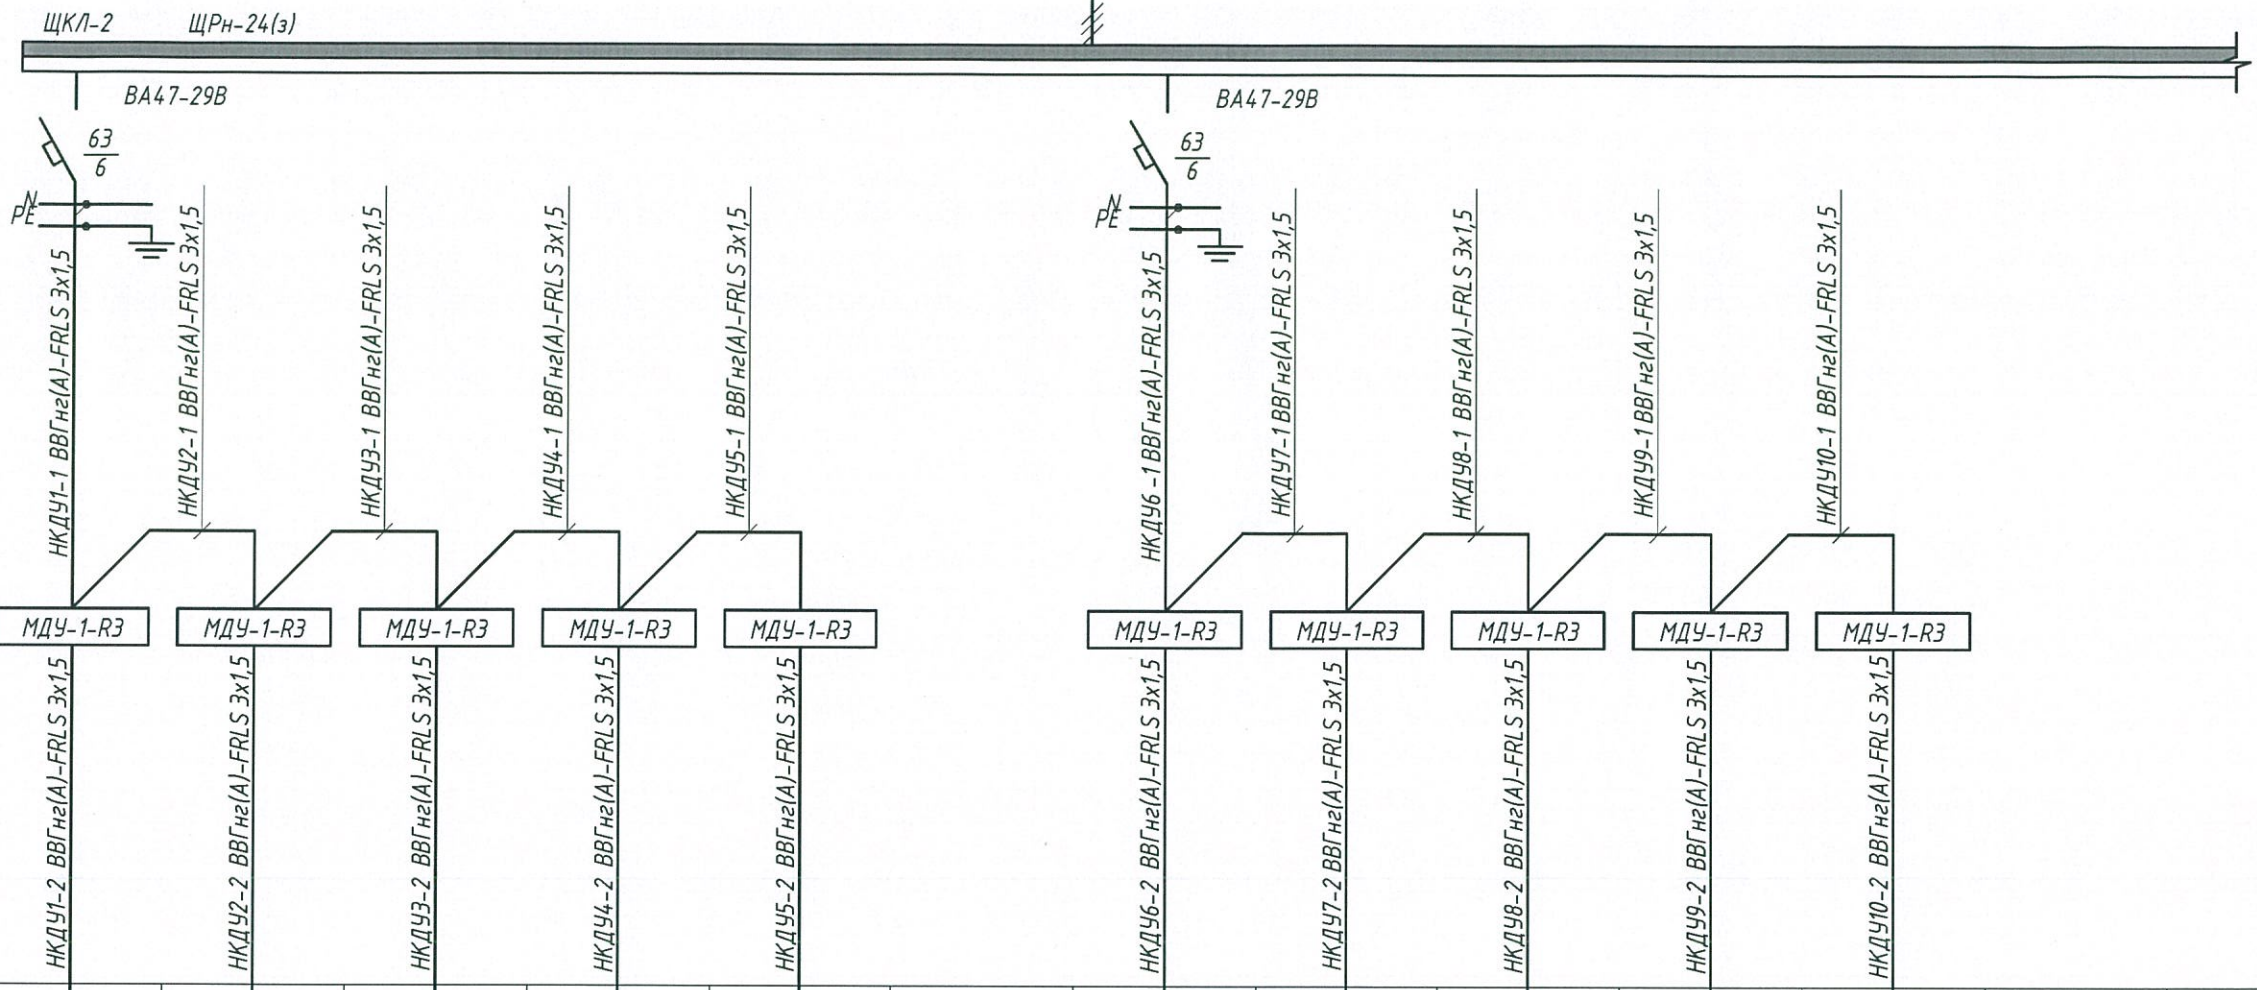 ЩКЛ-2 ЩРн-24(з)
ВА47-29В
63
6
N
PE
НКДУ1-1 ВВГнг(А)-FRLS 3х1,5
НКДУ2-1 ВВГнг(А)-FRLS 3х1,5
НКДУ3-1 ВВГнг(А)-FRLS 3х1,5
НКДУ4-1 ВВГнг(А)-FRLS 3х1,5
НКДУ5-1 ВВГнг(А)-FRLS 3х1,5
ВА47-29В
63
6
N
PE
НКДУ6 -1 ВВГнг(А)-FRLS 3х1,5
НКДУ7-1 ВВГнг(А)-FRLS 3х1,5
НКДУ8-1 ВВГнг(А)-FRLS 3х1,5
НКДУ9-1 ВВГнг(А)-FRLS 3х1,5
НКДУ10-1 ВВГнг(А)-FRLS 3х1,5
МДУ-1-R3 МДУ-1-R3 МДУ-1-R3 МДУ-1-R3 МДУ-1-R3 МДУ-1-R3 МДУ-1-R3 МДУ-1-R3 МДУ-1-R3 МДУ-1-R3
НКДУ1-2 ВВГнг(А)-FRLS 3х1,5
НКДУ2-2 ВВГнг(А)-FRLS 3х1,5
НКДУ3-2 ВВГнг(А)-FRLS 3х1,5
НКДУ4-2 ВВГнг(А)-FRLS 3х1,5
НКДУ5-2 ВВГнг(А)-FRLS 3х1,5
НКДУ6-2 ВВГнг(А)-FRLS 3х1,5
НКДУ7-2 ВВГнг(А)-FRLS 3х1,5
НКДУ8-2 ВВГнг(А)-FRLS 3х1,5
НКДУ9-2 ВВГнг(А)-FRLS 3х1,5
НКДУ10-2 ВВГнг(А)-FRLS 3х1,5